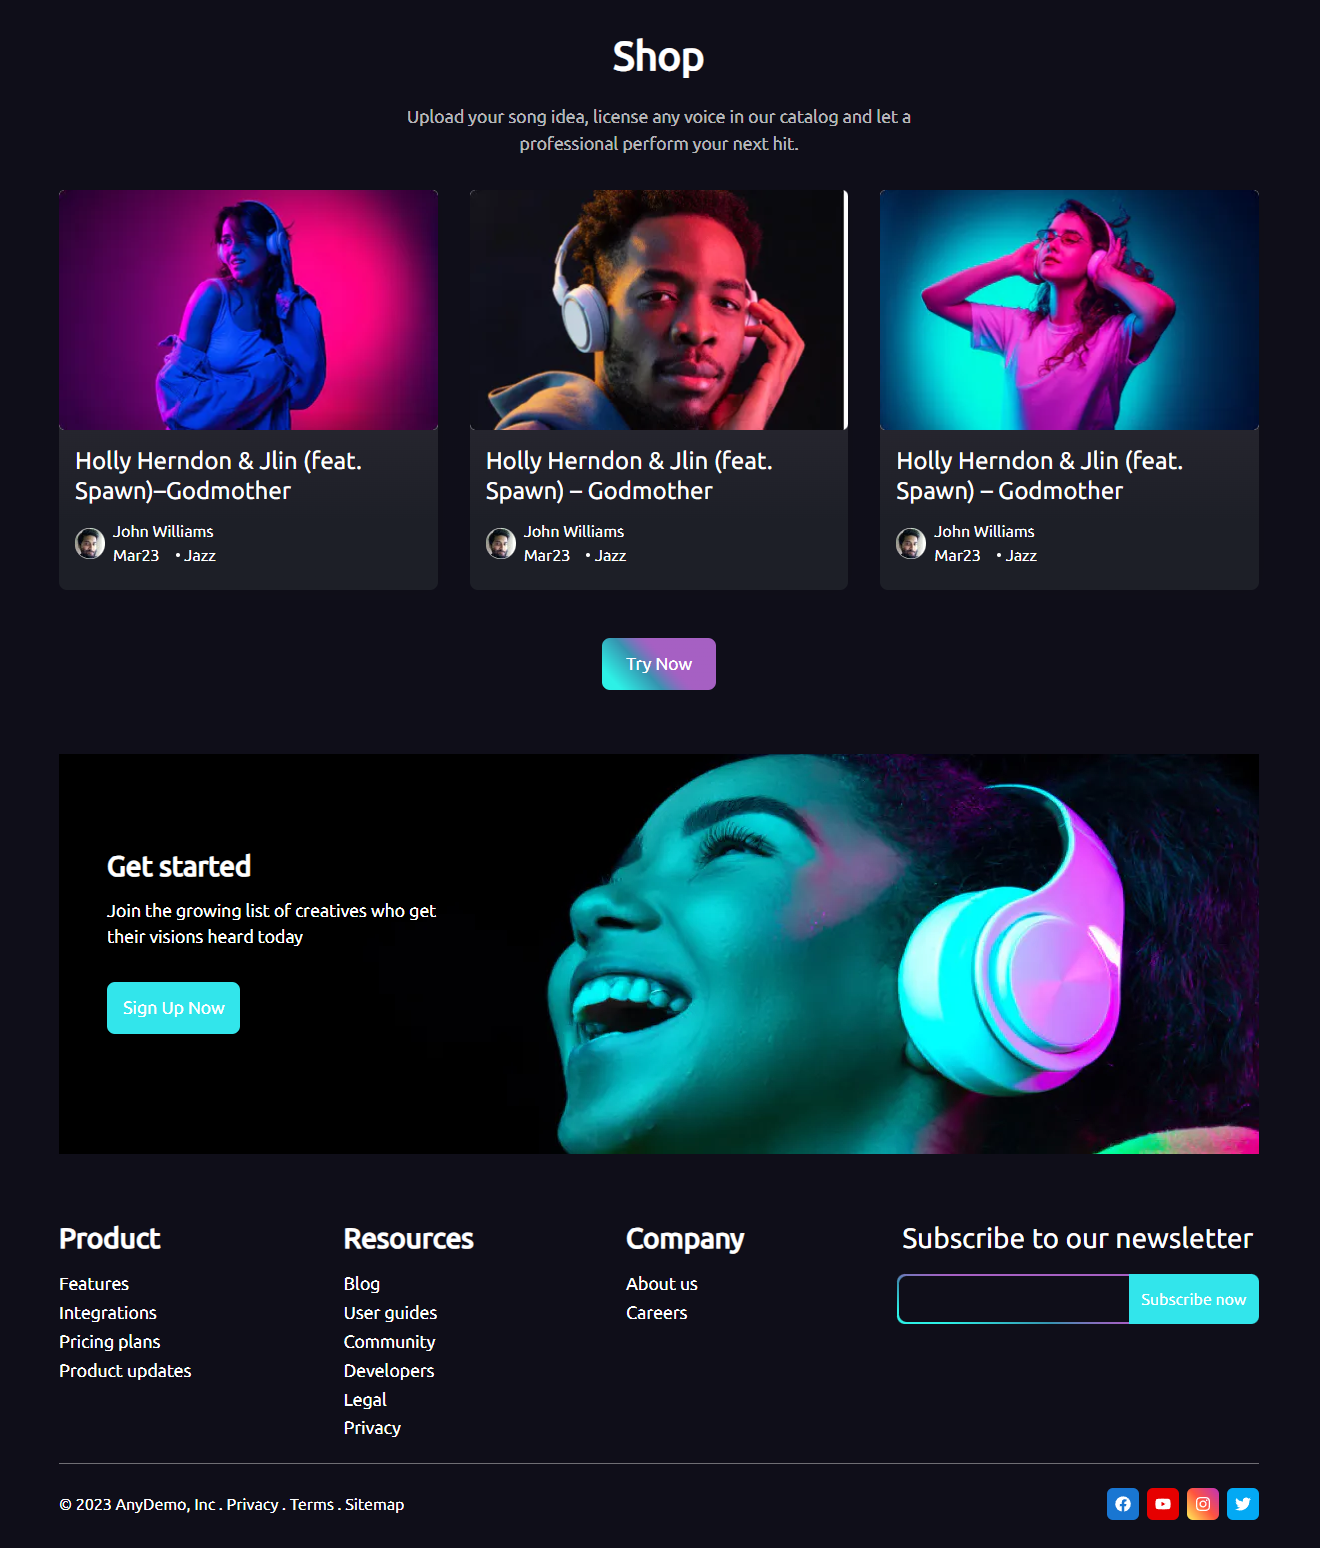 Shop
Upload your song idea, license any voice in our catalog and let a
professional perform your next hit.
Holly Herndon & Jlin (feat.
Spawn)–Godmother
John Williams
Mar23 • Jazz
Holly Herndon & Jlin (feat.
Spawn) – Godmother
John Williams
Mar23 • Jazz
Holly Herndon & Jlin (feat.
Spawn) – Godmother
John Williams
Mar23 • Jazz
Try Now
Get started
Join the growing list of creatives who get
their visions heard today
Sign Up Now
Product
Features
Integrations
Pricing plans
Product updates
Resources
Blog
User guides
Community
Developers
Legal
Privacy
Company
About us
Careers
Subscribe to our newsletter
Subscribe now
© 2023 AnyDemo, Inc . Privacy . Terms . Sitemap